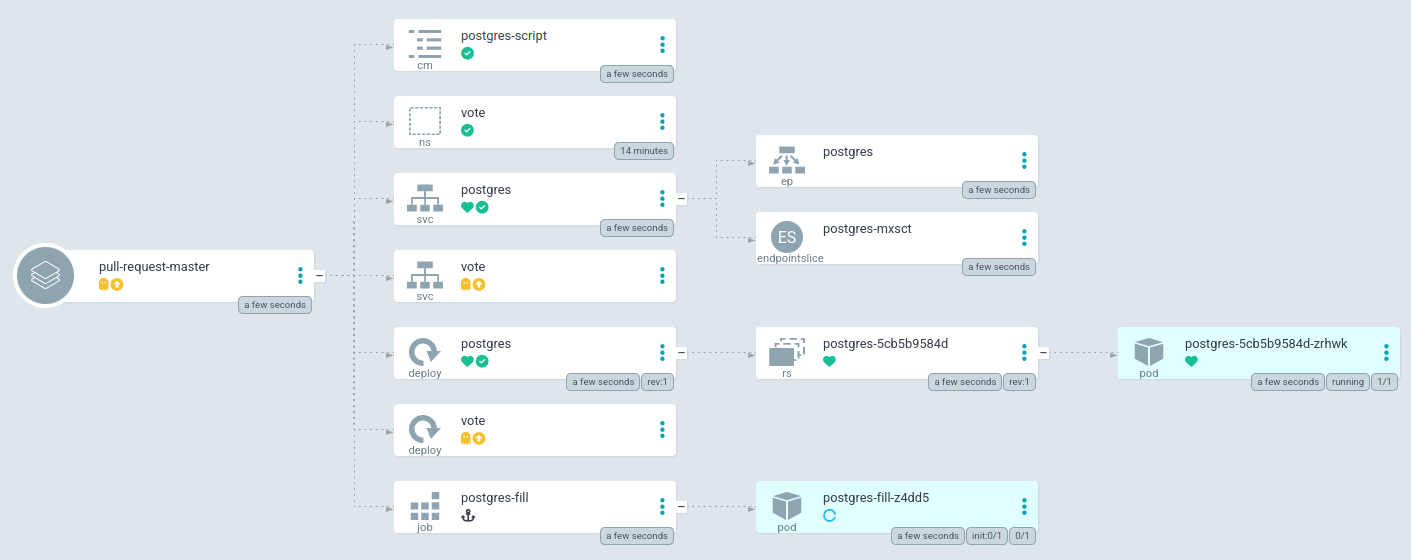 pull-request-master
a few seconds
postgres-script
cm
a few seconds
vote
ns
14 minutes
postgres
svc
a few seconds
vote
svc
postgres
deploy
a few seconds
rev:1
vote
deploy
postgres-fill
job
a few seconds
postgres
ep
a few seconds
ES
postgres-mxsct
endpointslice
a few seconds
postgres-5cb5b9584d
rs
a few seconds
rev:1
postgres-fill-z4dd5
pod
a few seconds
init:0/1
0/1
postgres-5cb5b9584d-zrhwk
pod
a few seconds
running
1/1